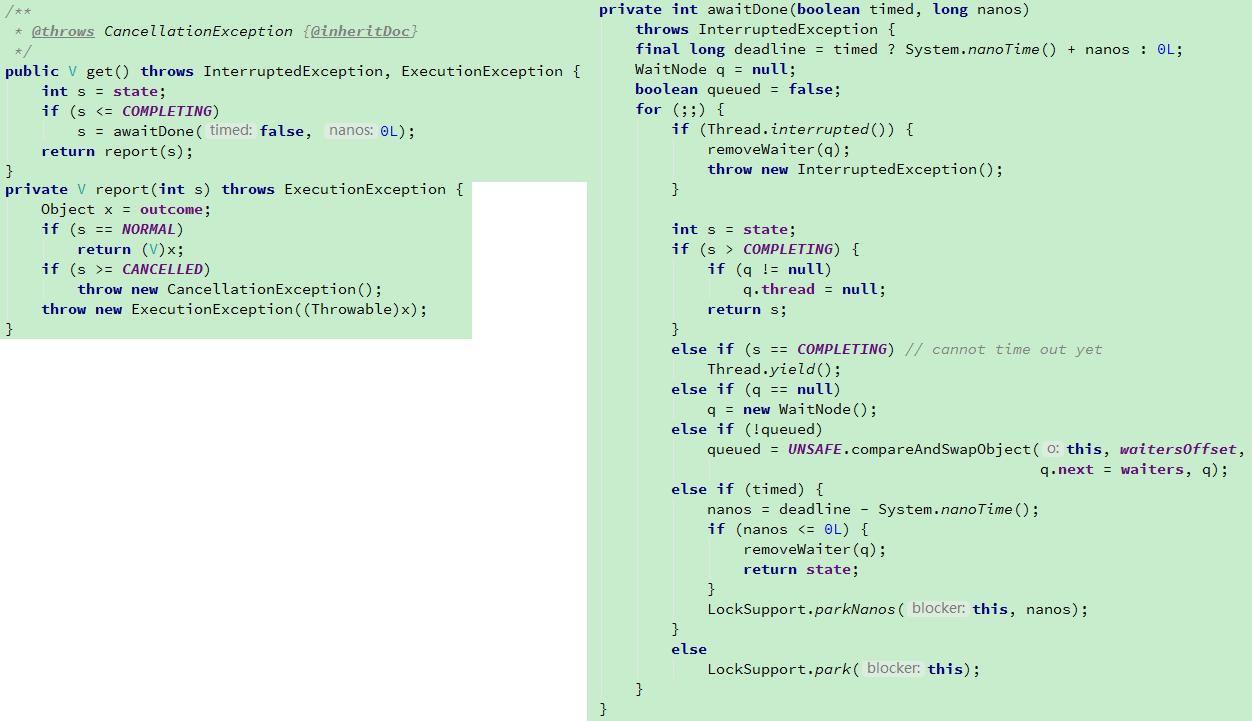 /**
 * @throws CancellationException {@inheritDoc}
 */
public V get() throws InterruptedException, ExecutionException {
    int s = state;
    if (s <= COMPLETING)
        s = awaitDone( timed: false, nanos: 0L);
    return report(s);
}
private V report(int s) throws ExecutionException {
    Object x = outcome;
    if (s == NORMAL)
        return (V)x;
    if (s >= CANCELLED)
        throw new CancellationException();
    throw new ExecutionException((Throwable)x);
}
private int awaitDone(boolean timed, long nanos)
    throws InterruptedException {
    final long deadline = timed ? System.nanoTime() + nanos : 0L;
    WaitNode q = null;
    boolean queued = false;
    for (;;) {
        if (Thread.interrupted()) {
            removeWaiter(q);
            throw new InterruptedException();
        }

        int s = state;
        if (s > COMPLETING) {
            if (q != null)
                q.thread = null;
            return s;
        }
        else if (s == COMPLETING) // cannot time out yet
            Thread.yield();
        else if (q == null)
            q = new WaitNode();
        else if (!queued)
            queued = UNSAFE.compareAndSwapObject( o: this, waitersOffset,
                                                 q.next = waiters, q);
        else if (timed) {
            nanos = deadline - System.nanoTime();
            if (nanos <= 0L) {
                removeWaiter(q);
                return state;
            }
            LockSupport.parkNanos( blocker: this, nanos);
        }
        else
            LockSupport.park( blocker: this);
    }
}